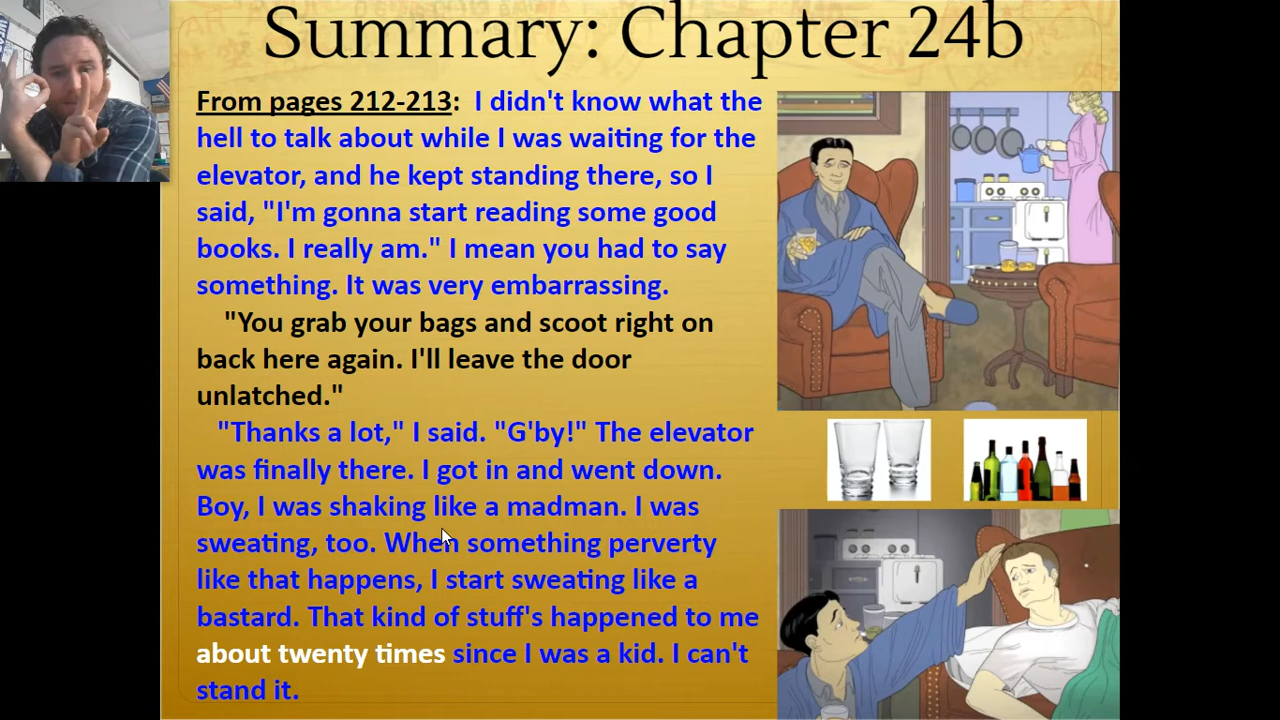 Summary: Chapter 24b
From pages 212-213: I didn't know what the
hell to talk about while I was waiting for the
elevator, and he kept standing there, so I
said, "I'm gonna start reading some good
books. I really am." I mean you had to say
something. It was very embarrassing.
"You grab your bags and scoot right on
back here again. I'll leave the door
unlatched."
"Thanks a lot," I said. "G'by!" The elevator
was finally there. I got in and went down.
Boy, I was shaking like a madman. I was
sweating, too. When something perverty
like that happens, I start sweating like a
bastard. That kind of stuff's happened to me
about twenty times since I was a kid. I can't
stand it.